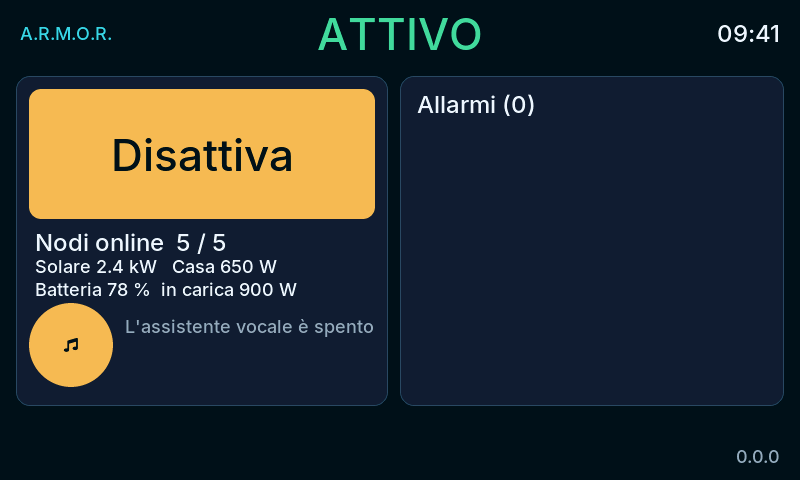 A.R.M.O.R.
ATTIVO
09:41
Disattiva
Nodi online 5 / 5
Solare 2.4 kW Casa 650 W
Batteria 78 % in carica 900 W
L'assistente vocale è spento
Allarmi (0)
0.0.0